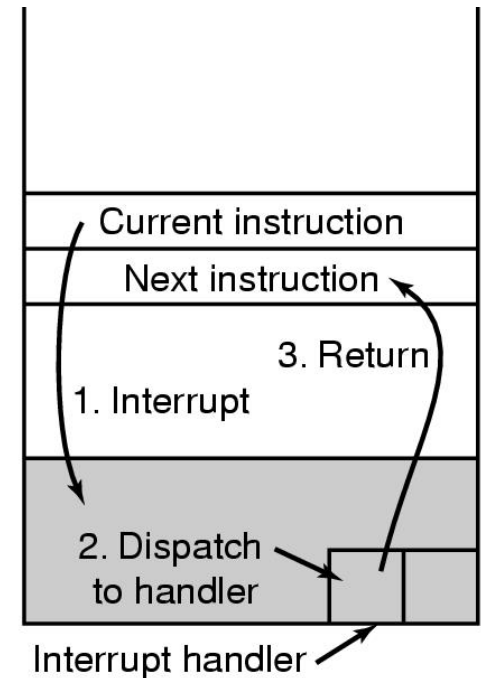 Current instruction
Next instruction
3. Return
1. Interrupt
2. Dispatch
to handler
Interrupt handler